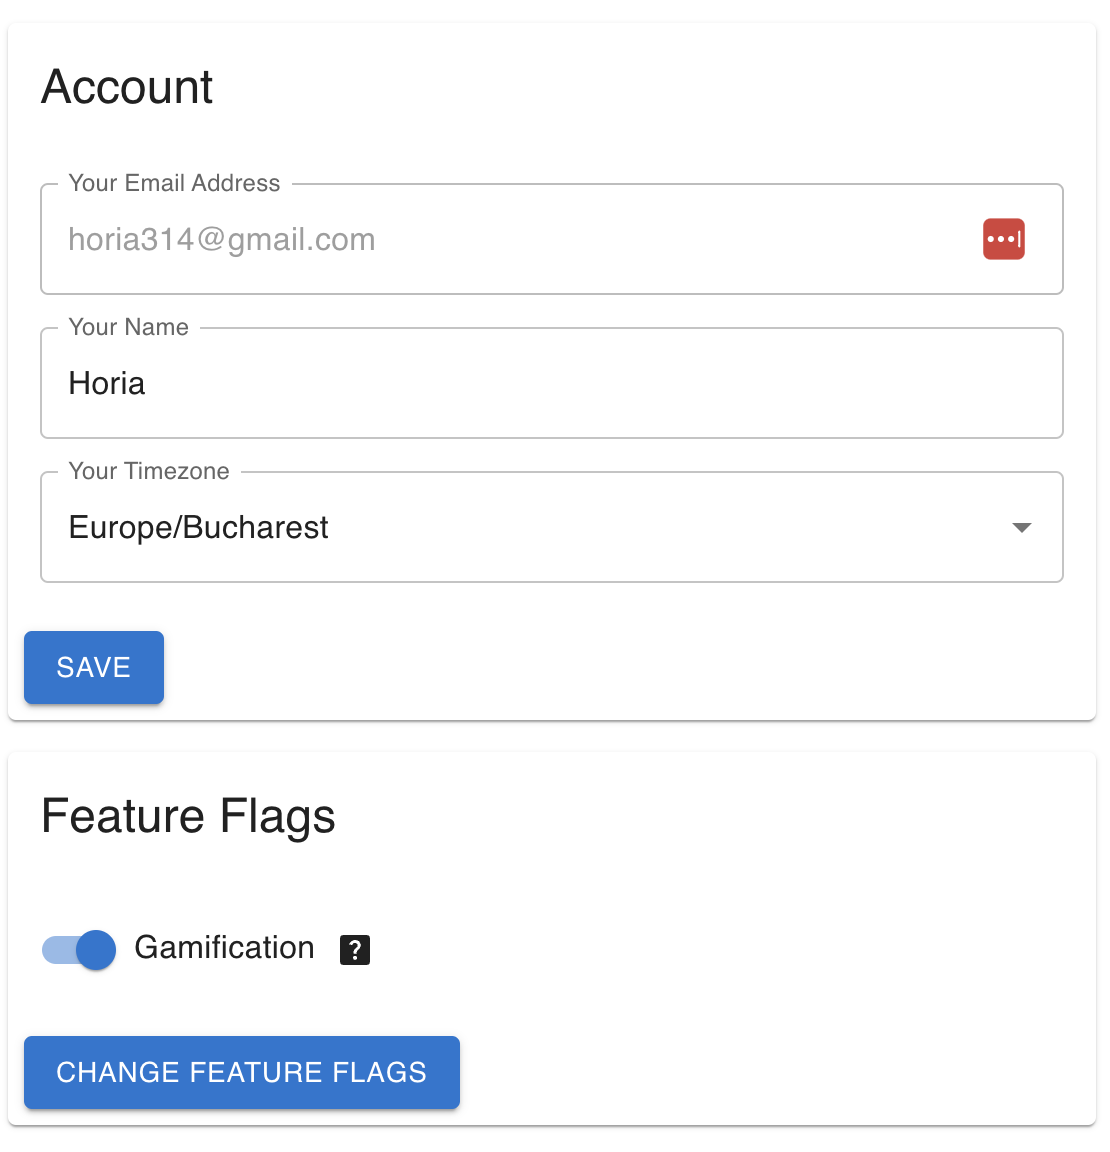 Account
Your Email Address
horia314@gmail.com
Your Name
Horia
Your Timezone
Europe/Bucharest
SAVE
Feature Flags
Gamification ?
CHANGE FEATURE FLAGS